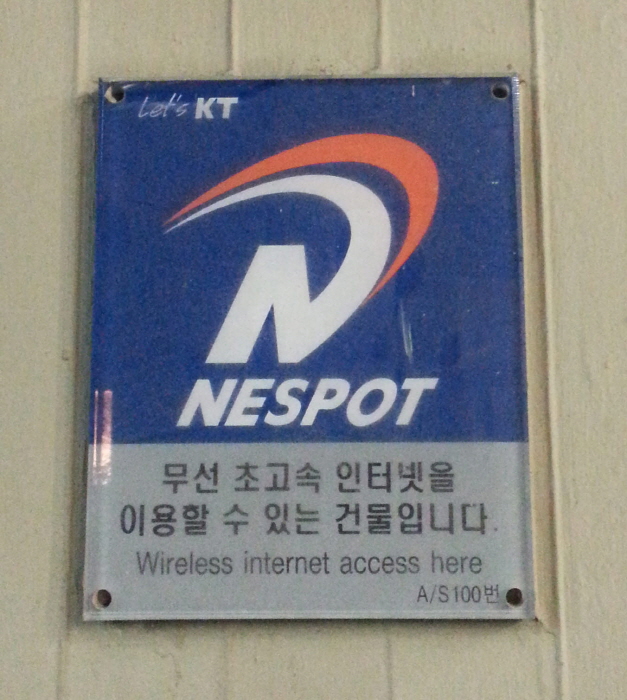 Let's KT
N
NESPOT
무선 초고속 인터넷을
이용할 수 있는 건물입니다.
Wireless internet access here
A/S100번